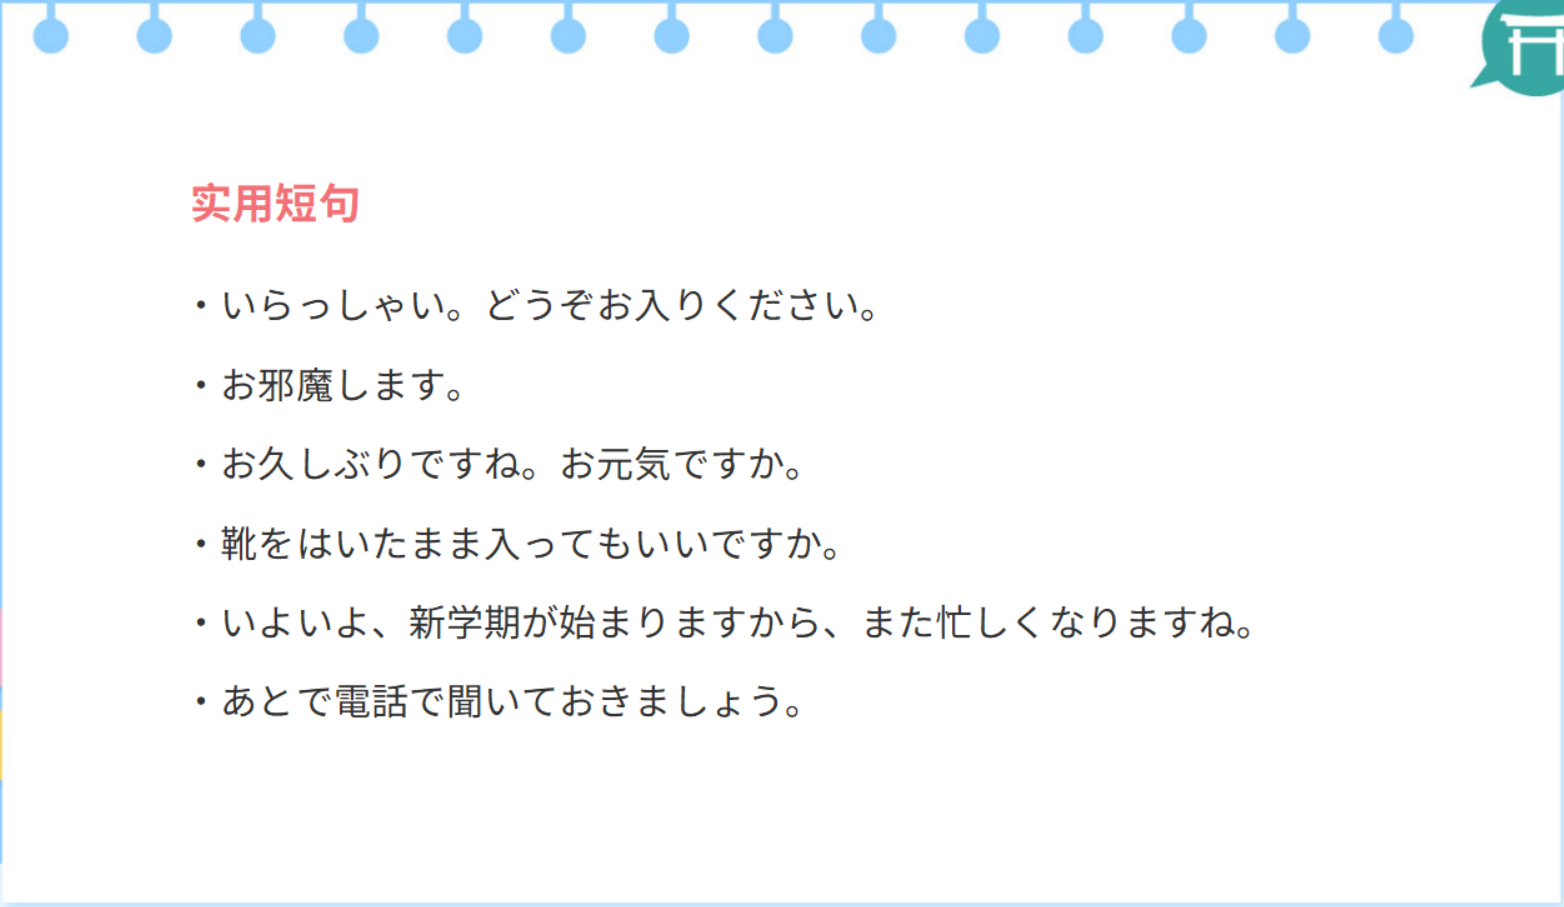 实用短句
・いらっしゃい。どうぞお入りください。
・お邪魔します。
・お久しぶりですね。お元気ですか。
・靴をはいたまま入ってもいいですか。
・いよいよ、新学期が始まりますから、また忙しくなりますね。
・あとで電話で聞いておきましょう。